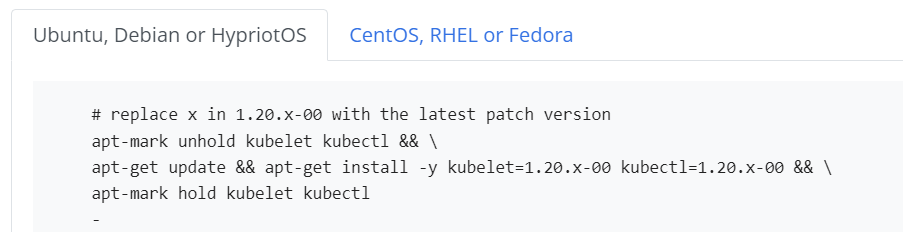 Ubuntu, Debian or HypriotOS
CentOS, RHEL or Fedora
# replace x in 1.20.x-00 with the latest patch version
apt-mark unhold kubelet kubectl && \
apt-get update && apt-get install -y kubelet=1.20.x-00 kubectl=1.20.x-00 && \
apt-mark hold kubelet kubectl
-